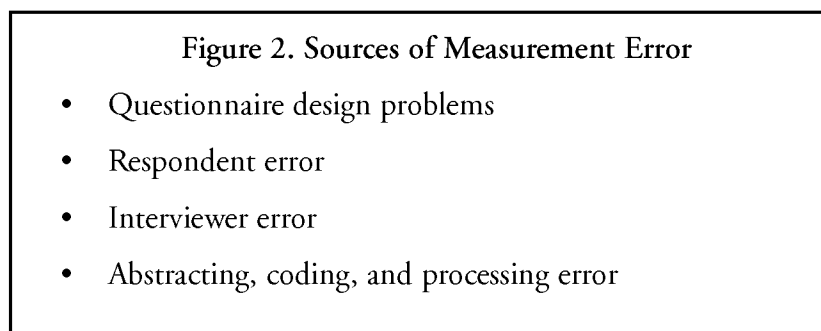 Figure 2. Sources of Measurement Error
• Questionnaire design problems
• Respondent error
• Interviewer error
• Abstracting, coding, and processing error